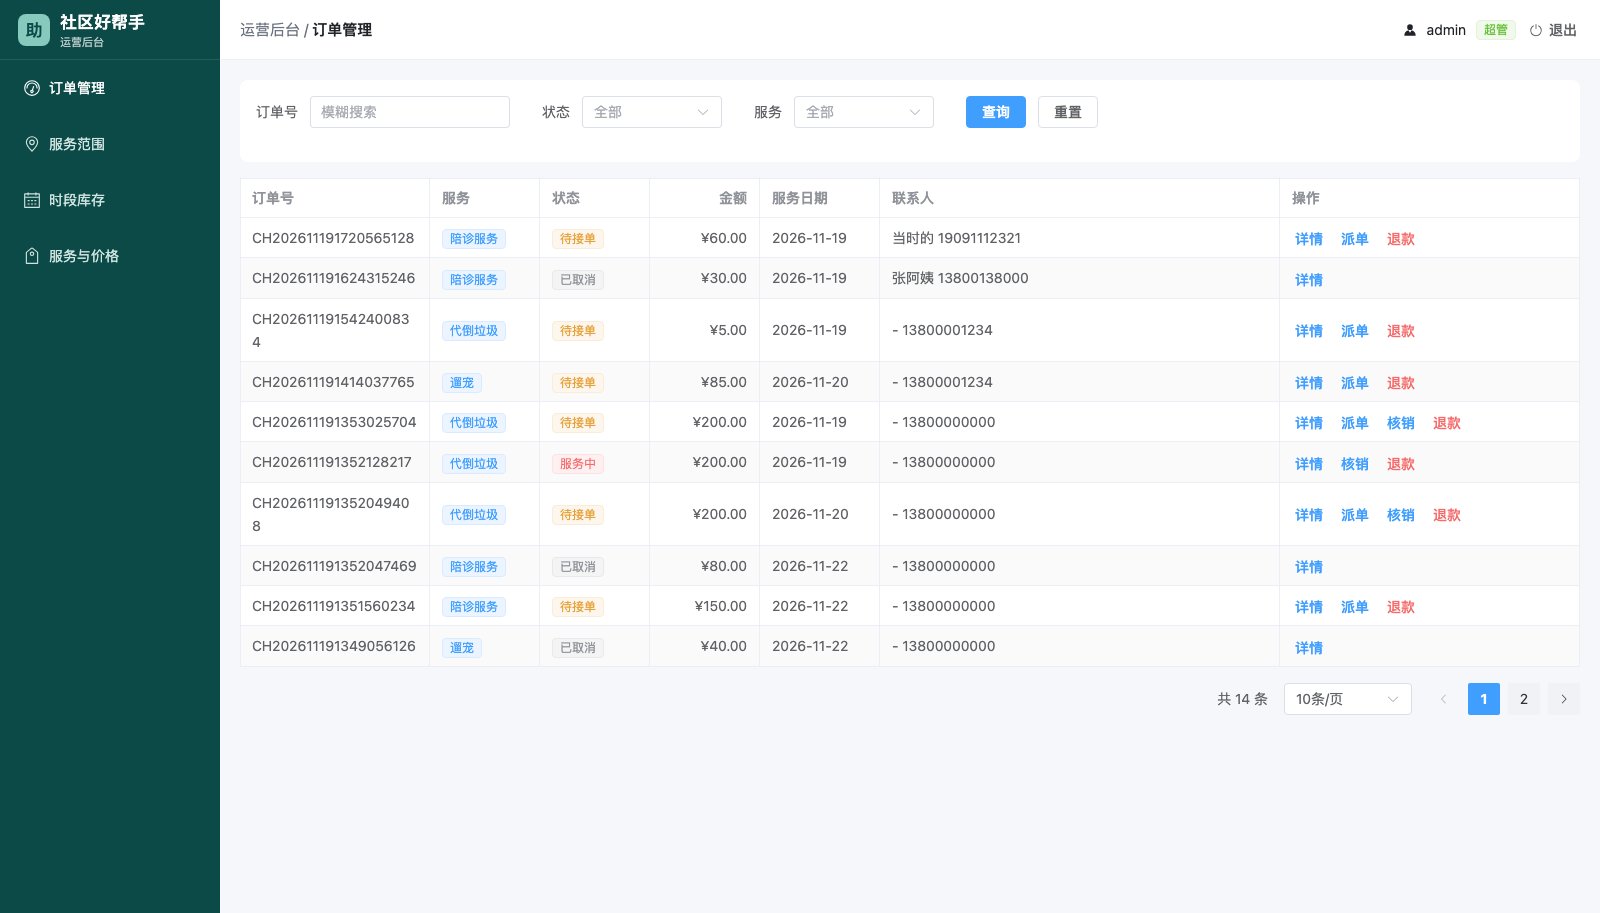 助
社区好帮手
运营后台
订单管理
服务范围
时段库存
服务与价格
运营后台 / 订单管理
admin 超管 退出
订单号 模糊搜索 状态 全部 服务 全部 查询 重置
订单号 服务 状态 金额 服务日期 联系人 操作
CH202611191720565128 陪诊服务 待接单 ¥60.00 2026-11-19 当时的 19091112321 详情 派单 退款
CH202611191624315246 陪诊服务 已取消 ¥30.00 2026-11-19 张阿姨 13800138000 详情
CH20261119154240083
4 代倒垃圾 待接单 ¥5.00 2026-11-19 - 13800001234 详情 派单 退款
CH202611191414037765 遛宠 待接单 ¥85.00 2026-11-20 - 13800001234 详情 派单 退款
CH202611191353025704 代倒垃圾 待接单 ¥200.00 2026-11-19 - 13800000000 详情 派单 核销 退款
CH202611191352128217 代倒垃圾 服务中 ¥200.00 2026-11-19 - 13800000000 详情 核销 退款
CH20261119135204940
8 代倒垃圾 待接单 ¥200.00 2026-11-20 - 13800000000 详情 派单 核销 退款
CH202611191352047469 陪诊服务 已取消 ¥80.00 2026-11-22 - 13800000000 详情
CH202611191351560234 陪诊服务 待接单 ¥150.00 2026-11-22 - 13800000000 详情 派单 退款
CH202611191349056126 遛宠 已取消 ¥40.00 2026-11-22 - 13800000000 详情
共 14 条 10条/页 1 2